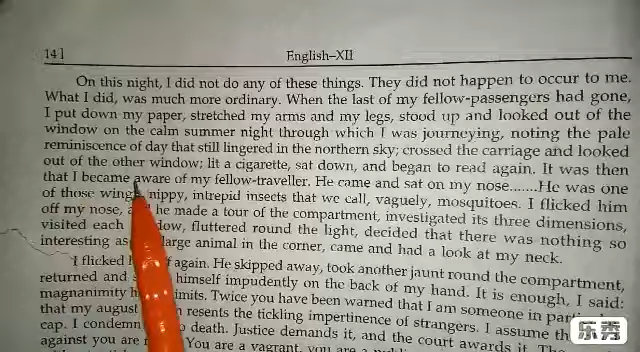 14]
English–XII
On this night, I did not do any of these things. They did not happen to occur to me.
What I did, was much more ordinary. When the last of my fellow-passengers had gone,
I put down my paper, stretched my arms and my legs, stood up and looked out of the
window on the calm summer night through which I was journeying, noting the pale
reminiscence of day that still lingered in the northern sky; crossed the carriage and looked
out of the other window; lit a cigarette, sat down, and began to read again. It was then
that I became aware of my fellow-traveller. He came and sat on my nose.......He was one
of those wingy, nippy, intrepid insects that we call, vaguely, mosquitoes. I flicked him
off my nose, a he made a tour of the compartment, investigated its three dimensions,
visited each dow, fluttered round the light, decided that there was nothing so
interesting as large animal in the corner, came and had a look at my neck.
I flicked h f again. He skipped away, took another jaunt round the compartment,
returned and s himself impudently on the back of my hand. It is enough, I said:
magnanimity h imits. Twice you have been warned that I am someone in
that my august resents the tickling impertinence of strangers. I assume
cap. I condemn death. Justice demands it, and the court awards it.
against you are You are a vagrant, you are
乐秀